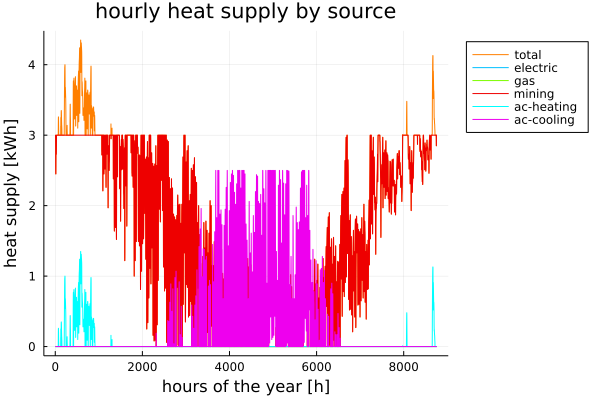 hourly heat supply by source
heat supply [kWh]
4
3
2
1
0
0 2000 4000 6000 8000
hours of the year [h]
total
electric
gas
mining
ac-heating
ac-cooling